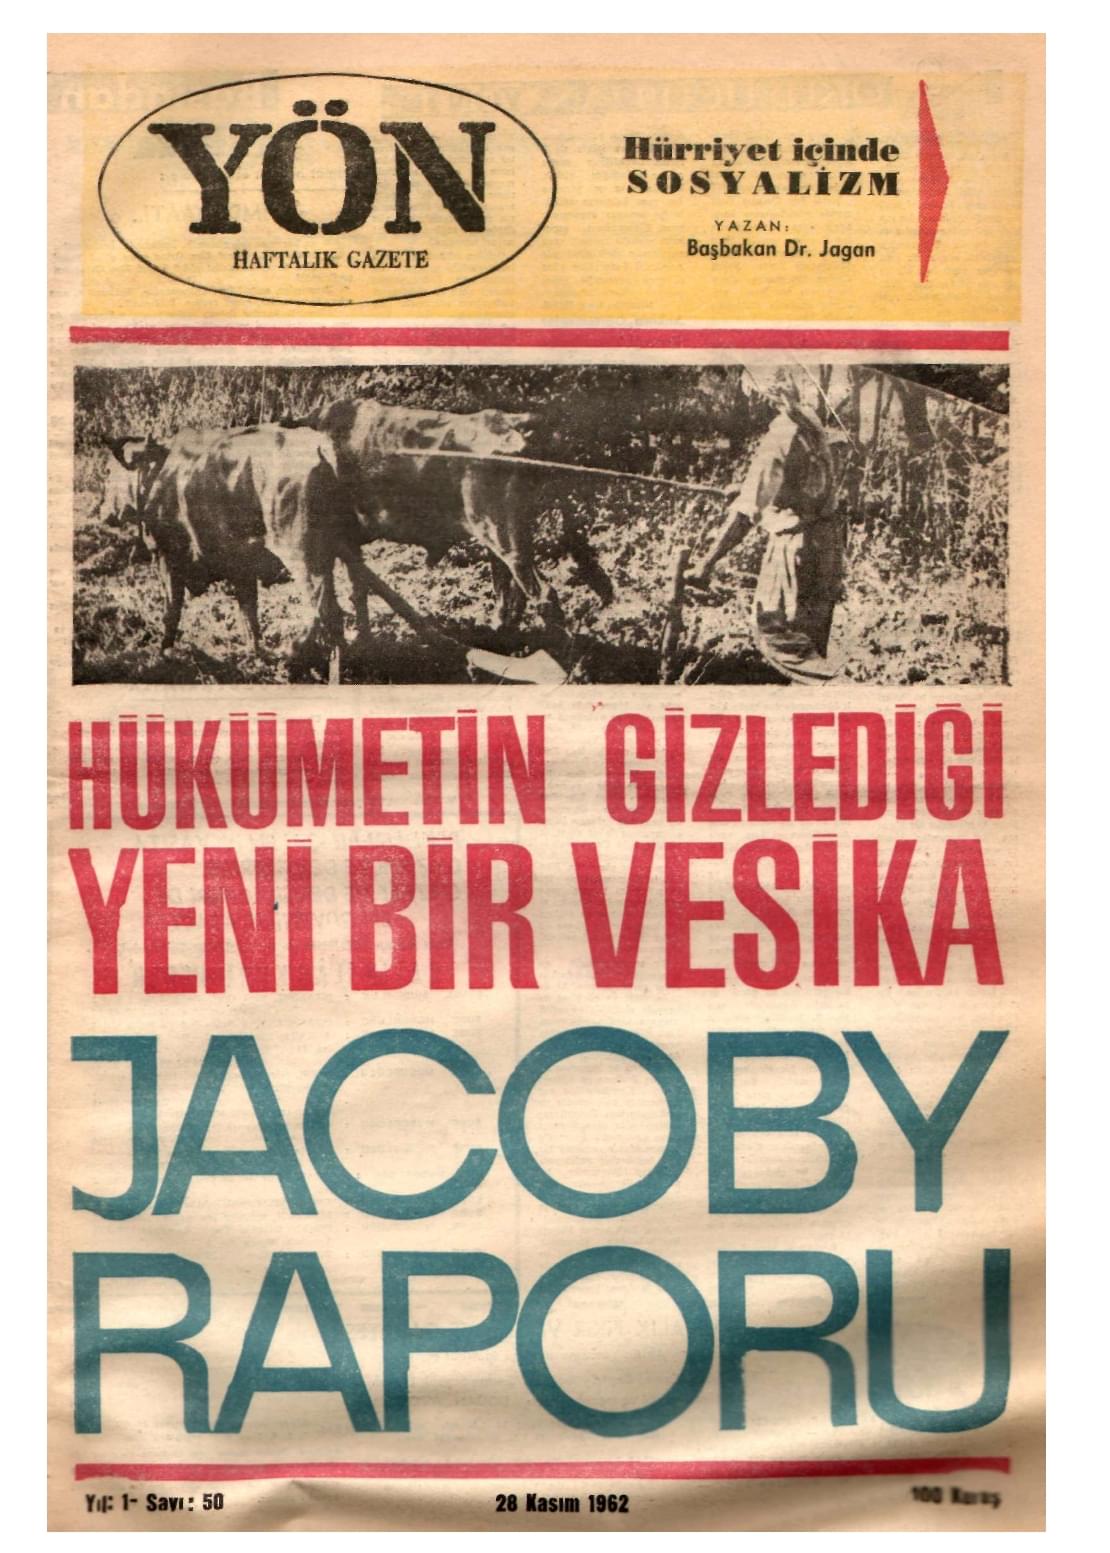 YÖN
HAFTALIK GAZETE
Hürriyet içinde
SOSYALİZM
YAZAN:
Başbakan Dr. Jagan
HÜKÜMETİN GİZLEDİĞİ
YENİ BİR VESİKA
JACOBY
RAPORU
Yıl: 1- Sayı: 50
28 Kasım 1962
100 Kuruş